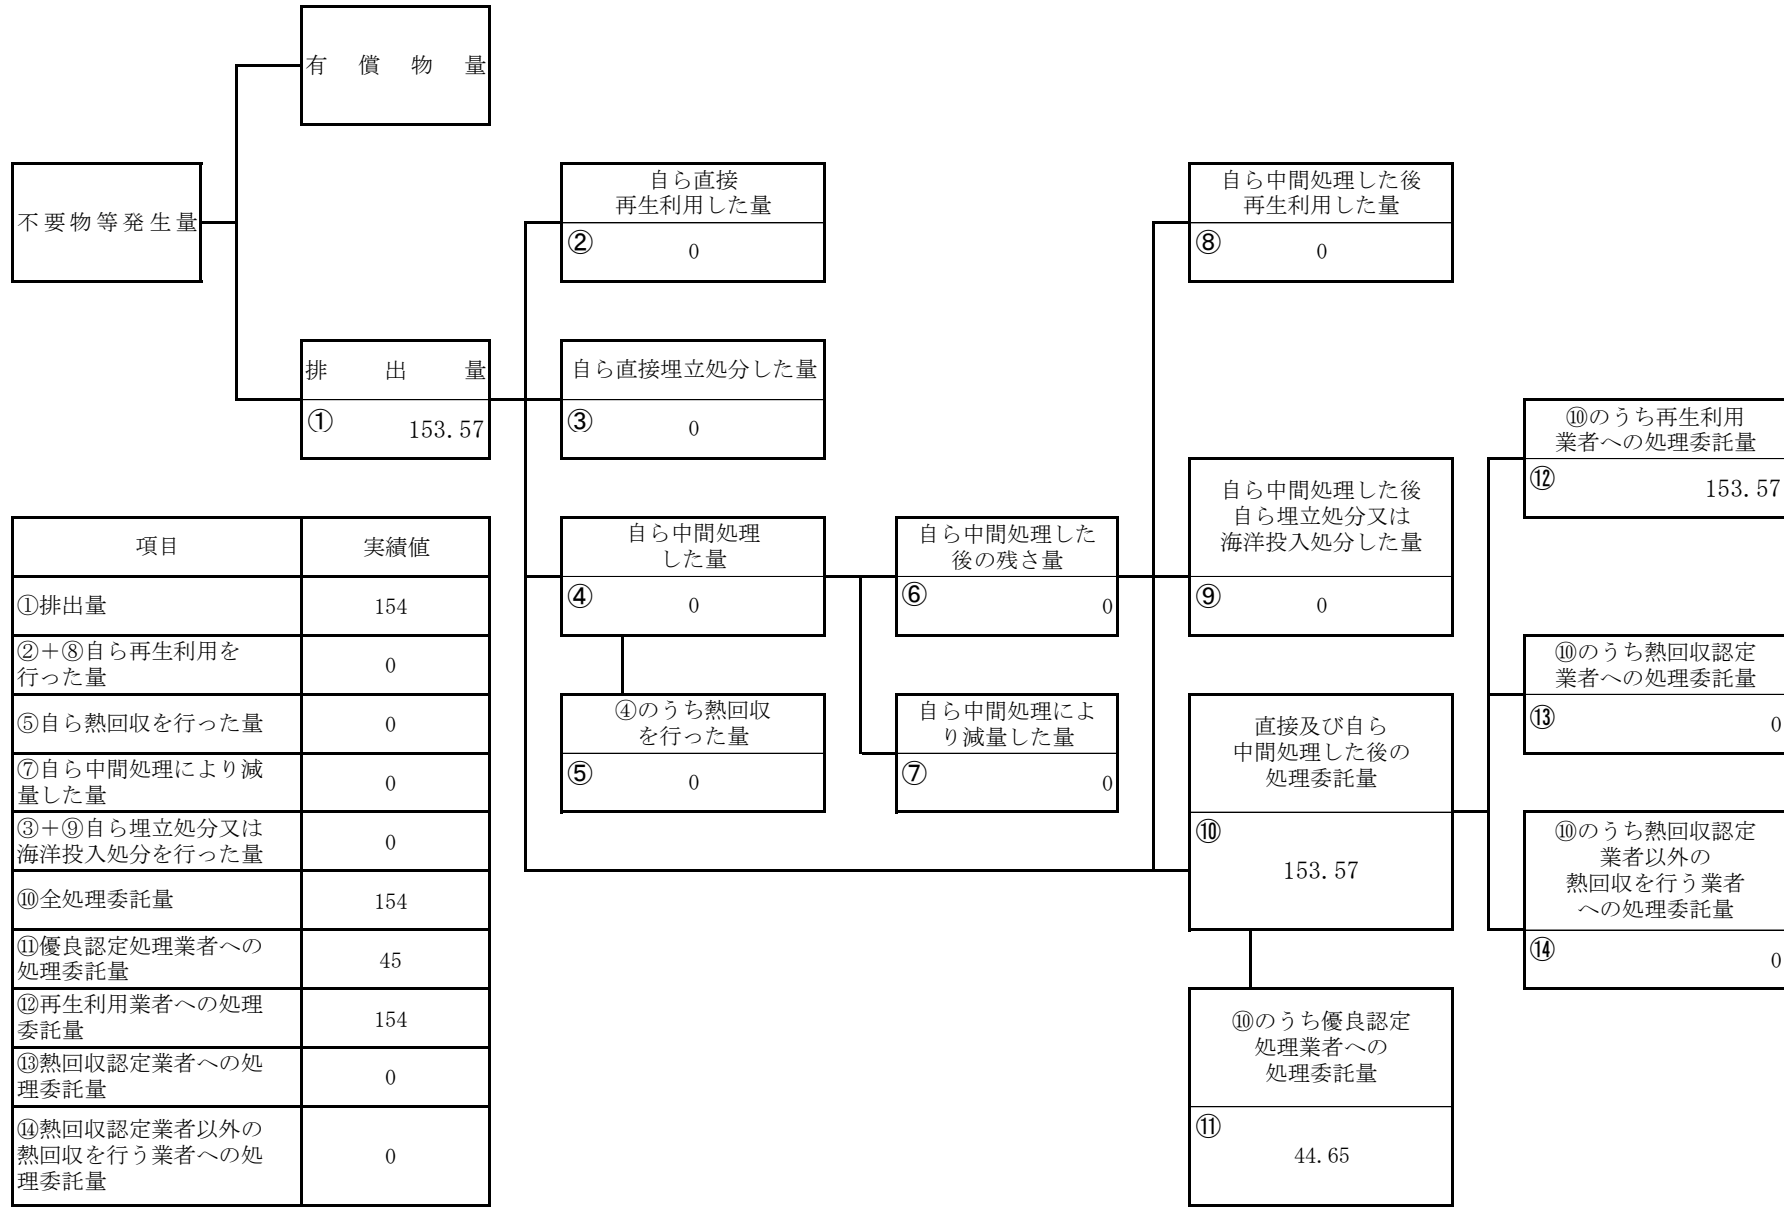 有償物量
不要物等発生量
排出量
① 153.57
自ら直接
再生利用した量
② 0
自ら直接埋立処分した量
③ 0
自ら中間処理
した量
④ 0
④のうち熱回収
を行った量
⑤ 0
自ら中間処理した
後の残さ量
⑥ 0
自ら中間処理によ
り減量した量
⑦ 0
自ら中間処理した後
再生利用した量
⑧ 0
自ら中間処理した後
自ら埋立処分又は
海洋投入処分した量
⑨ 0
直接及び自ら
中間処理した後の
処理委託量
⑩
153.57
⑩のうち優良認定
処理業者への
処理委託量
⑪
44.65
⑩のうち再生利用
業者への処理委託量
⑫ 153.57
⑩のうち熱回収認定
業者への処理委託量
⑬ 0
⑩のうち熱回収認定
業者以外の
熱回収を行う業者
への処理委託量
⑭ 0
項目 実績値
①排出量 154
②＋⑧自ら再生利用を
行った量 0
⑤自ら熱回収を行った量 0
⑦自ら中間処理により減
量した量 0
③＋⑨自ら埋立処分又は
海洋投入処分を行った量 0
⑩全処理委託量 154
⑪優良認定処理業者への
処理委託量 45
⑫再生利用業者への処理
委託量 154
⑬熱回収認定業者への処
理委託量 0
⑭熱回収認定業者以外の
熱回収を行う業者への処
理委託量 0